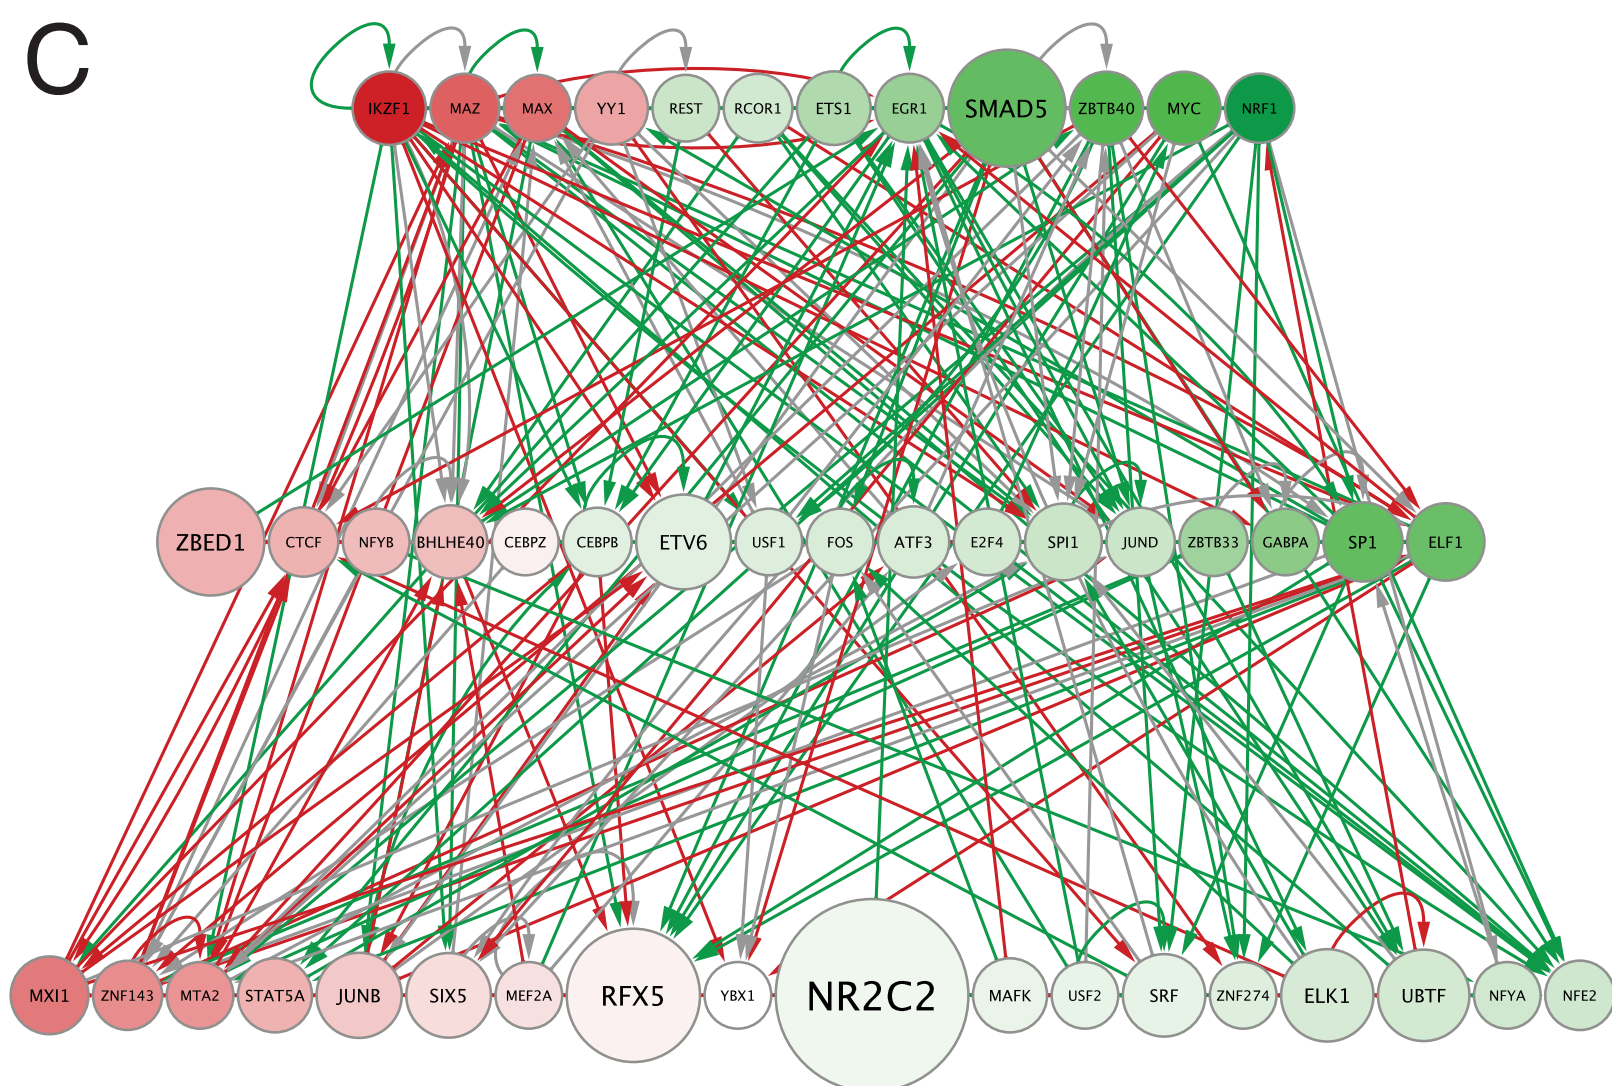 C
IKZF1 MAZ MAX YY1 REST RCOR1 ETS1 EGR1 SMAD5 ZBTB40 MYC NRF1
ZBED1 CTCF NFYB BHLHE40 CEBPZ CEBPB ETV6 USF1 FOS ATF3 E2F4 SPI1 JUND ZBTB33 GABPA SP1 ELF1
MXI1 ZNF143 MTA2 STAT5A JUNB SIX5 MEF2A RFX5 YBX1 NR2C2 MAFK USF2 SRF ZNF274 ELK1 UBTF NFYA NFE2